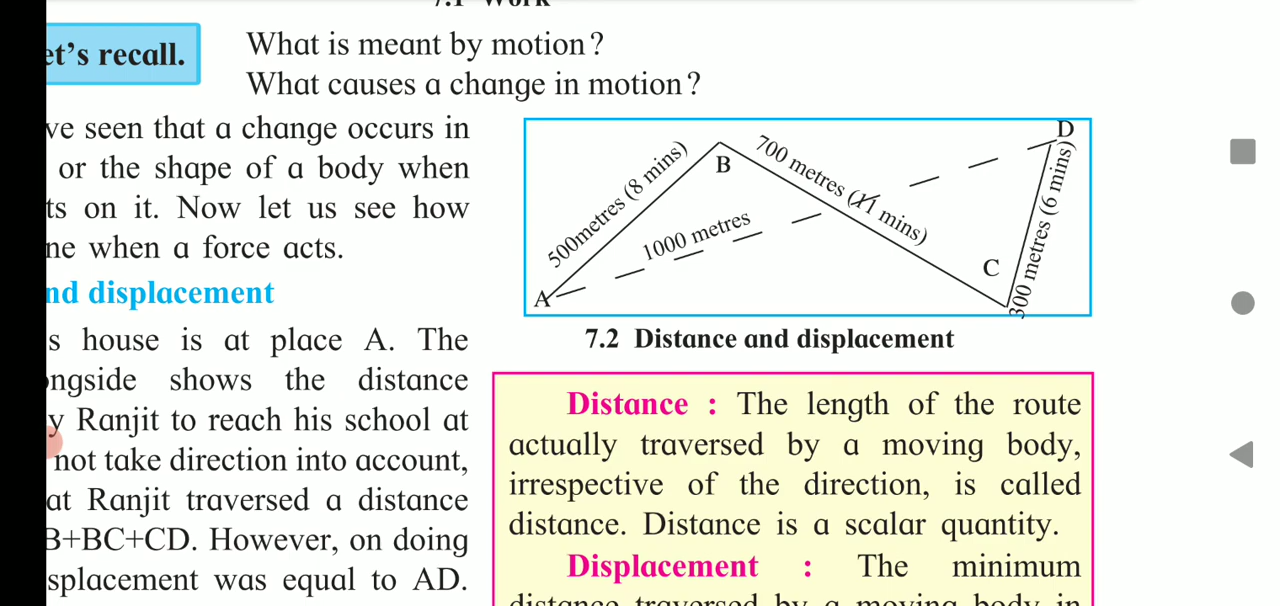 et's recall.
What is meant by motion?
What causes a change in motion?
ve seen that a change occurs in
or the shape of a body when
ts on it. Now let us see how
ne when a force acts.
nd displacement
s house is at place A. The
ngside shows the distance
y Ranjit to reach his school at
not take direction into account,
at Ranjit traversed a distance
B+BC+CD. However, on doing
splacement was equal to AD.
A
500metres (8 mins)
B
700 metres (11 mins)
1000 metres
C
300 metres (6 mins)
D
7.2 Distance and displacement
Distance : The length of the route
actually traversed by a moving body,
irrespective of the direction, is called
distance. Distance is a scalar quantity.
Displacement : The minimum
distance traversed by a moving body in